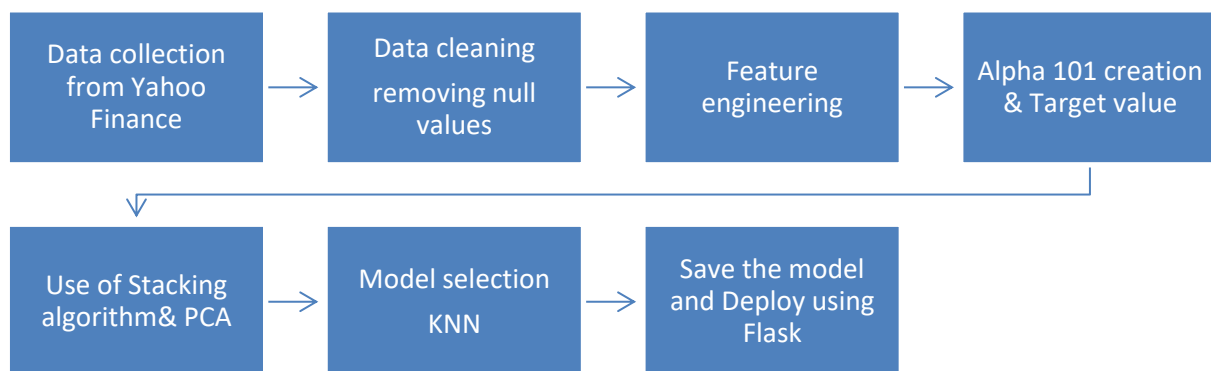 Data collection
from Yahoo
Finance
Data cleaning
removing null
values
Feature
engineering
Alpha 101 creation
& Target value
Use of Stacking
algorithm& PCA
Model selection
KNN
Save the model
and Deploy using
Flask